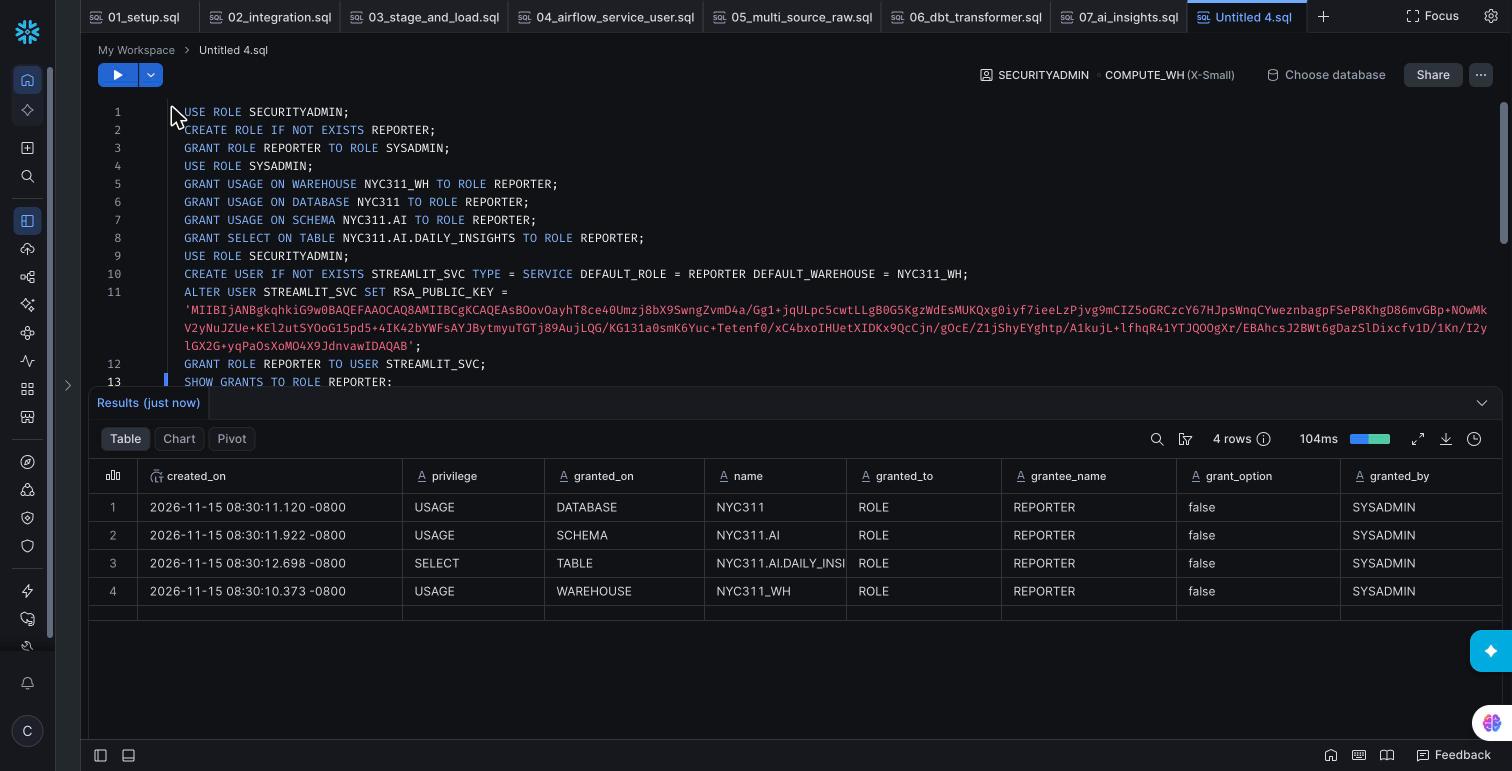 01_setup.sql 02_integration.sql 03_stage_and_load.sql 04_airflow_service_user.sql 05_multi_source_raw.sql 06_dbt_transformer.sql 07_ai_insights.sql Untitled 4.sql + Focus
My Workspace > Untitled 4.sql
SECURITYADMIN COMPUTE_WH (X-Small) Choose database Share ...
1 USE ROLE SECURITYADMIN;
2 CREATE ROLE IF NOT EXISTS REPORTER;
3 GRANT ROLE REPORTER TO ROLE SYSADMIN;
4 USE ROLE SYSADMIN;
5 GRANT USAGE ON WAREHOUSE NYC311_WH TO ROLE REPORTER;
6 GRANT USAGE ON DATABASE NYC311 TO ROLE REPORTER;
7 GRANT USAGE ON SCHEMA NYC311.AI TO ROLE REPORTER;
8 GRANT SELECT ON TABLE NYC311.AI.DAILY_INSIGHTS TO ROLE REPORTER;
9 USE ROLE SECURITYADMIN;
10 CREATE USER IF NOT EXISTS STREAMLIT_SVC TYPE = SERVICE DEFAULT_ROLE = REPORTER DEFAULT_WAREHOUSE = NYC311_WH;
11 ALTER USER STREAMLIT_SVC SET RSA_PUBLIC_KEY =
'MIIBIjANBgkqhkiG9w0BAQEFAAOCAQ8AMIIBCgKCAQEAsBOovOayhT8ce40Umzj8bX9SwngZvmD4a/Gg1+jqULpc5cwtLLgB0G5KgzWdEsMUKQxg0iyf7ieeLzPjvg9mCIZ5oGRCzcY67HJpsWnqCYweznbagpFSeP8KhgD86mvGBp+NOwMk
V2yNuJZUe+KEl2utSYOoG15pd5+4IK42bYWFsAYJBytmyuTGTj89AujLQG/KG131a0smK6Yuc+Tetenf0/xC4bxoIHUetXIDKx9QcCjn/gOcE/Z1jShyEYghtp/A1kujL+lfhqR41YTJQOOgXr/EBAhcsJ2BWt6gDazSlDixcfv1D/1Kn/I2y
lGX2G+yqPaOsXoMO4X9JdnvawIDAQAB';
12 GRANT ROLE REPORTER TO USER STREAMLIT_SVC;
13 SHOW GRANTS TO ROLE REPORTER;
Results (just now)
Table Chart Pivot 4 rows 104ms
created_on privilege granted_on name granted_to grantee_name grant_option granted_by
1 2026-11-15 08:30:11.120 -0800 USAGE DATABASE NYC311 ROLE REPORTER false SYSADMIN
2 2026-11-15 08:30:11.922 -0800 USAGE SCHEMA NYC311.AI ROLE REPORTER false SYSADMIN
3 2026-11-15 08:30:12.698 -0800 SELECT TABLE NYC311.AI.DAILY_INSI ROLE REPORTER false SYSADMIN
4 2026-11-15 08:30:10.373 -0800 USAGE WAREHOUSE NYC311_WH ROLE REPORTER false SYSADMIN
C
Feedback